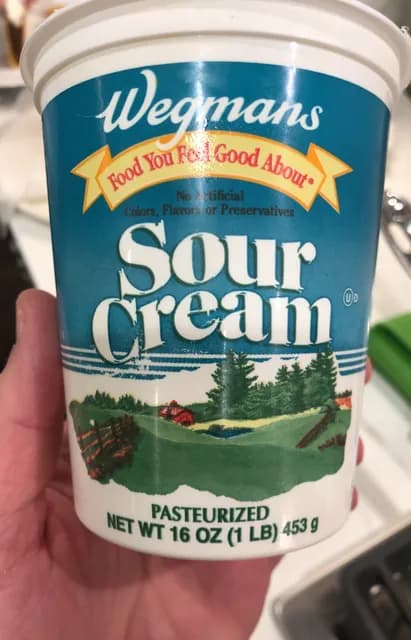 Wegmans
Food You Feel Good About
No Artificial
Colors, Flavors or Preservatives
Sour
Cream
U D
PASTEURIZED
NET WT 16 OZ (1 LB) 453 g